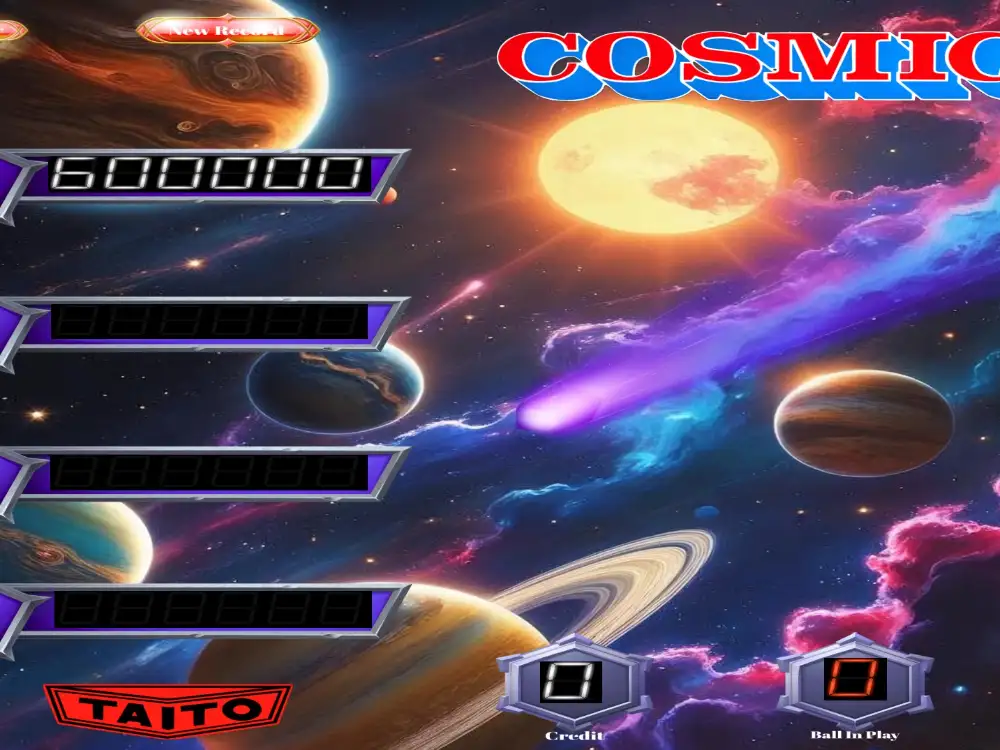 New Record
COSMIC
600000
TAITO
0
0
Credit
Ball In Play